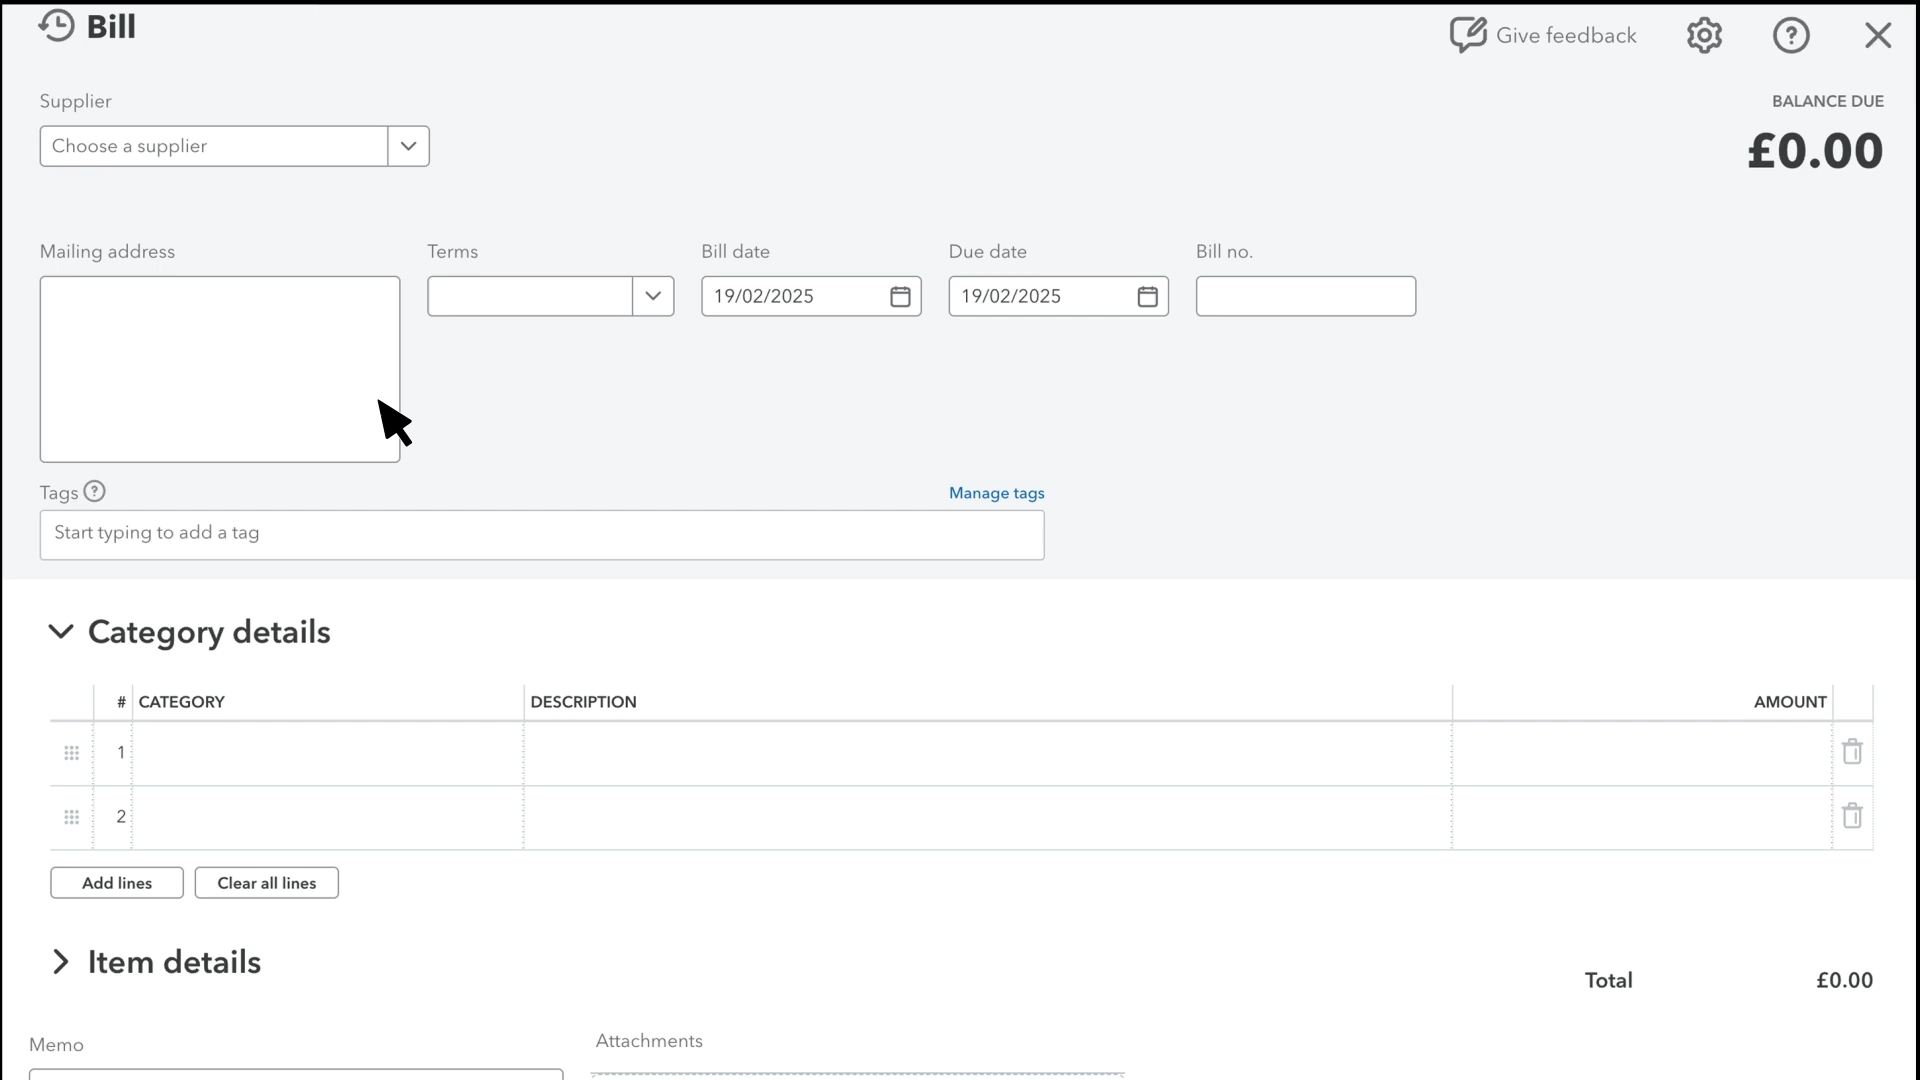 Bill
Give feedback
Supplier
BALANCE DUE
Choose a supplier
£0.00
Mailing address
Terms
Bill date
Due date
Bill no.
19/02/2025
19/02/2025
Tags
Manage tags
Start typing to add a tag
Category details
# CATEGORY DESCRIPTION AMOUNT
1
2
Add lines
Clear all lines
Item details
Total £0.00
Memo
Attachments